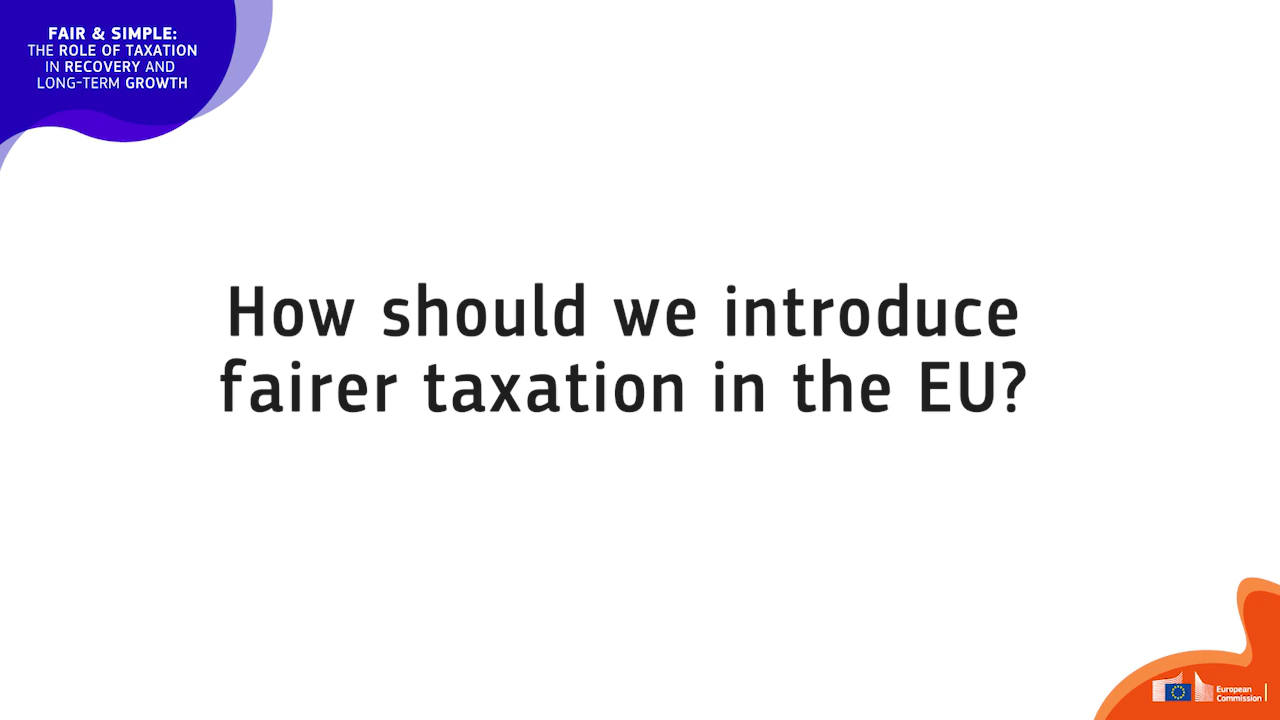 FAIR & SIMPLE:
THE ROLE OF TAXATION
IN RECOVERY AND
LONG-TERM GROWTH
How should we introduce
fairer taxation in the EU?
European
Commission